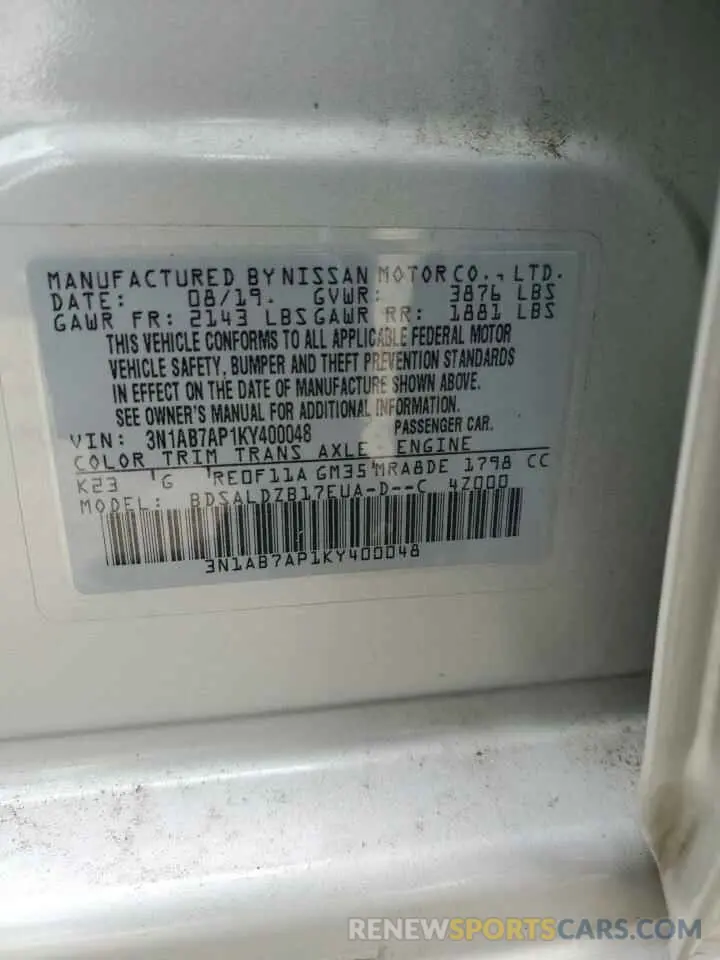 MANUFACTURED BY NISSAN MOTOR CO., LTD.
DATE: 08/19. GVWR: 3876 LBS
GAWR FR: 2143 LBS GAWR RR: 1881 LBS
THIS VEHICLE CONFORMS TO ALL APPLICABLE FEDERAL MOTOR
VEHICLE SAFETY, BUMPER AND THEFT PREVENTION STANDARDS
IN EFFECT ON THE DATE OF MANUFACTURE SHOWN ABOVE.
SEE OWNER'S MANUAL FOR ADDITIONAL INFORMATION.
VIN: 3N1AB7AP1KY400048 PASSENGER CAR.
COLOR TRIM TRANS AXLE ENGINE
K23 'G 'RE0F11A GM35'MRA8DE 1798 CC
MODEL: BDSALDZB17EUA-D--C 4Z000
3N1AB7AP1KY400048
RENEWSPORTSCARS.COM